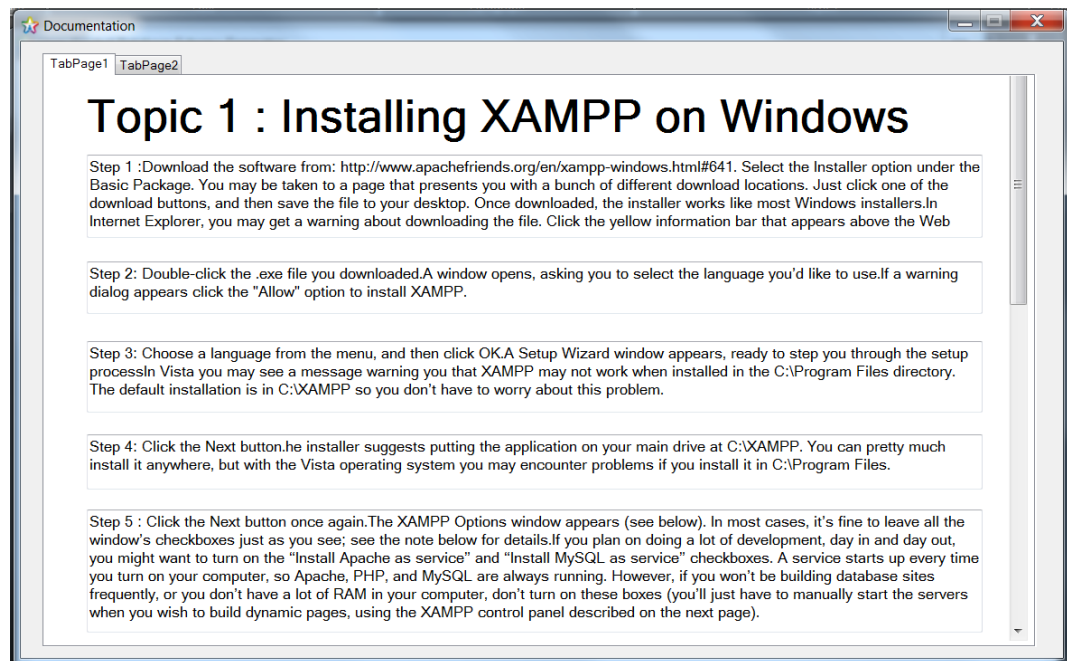 Documentation
TabPage1 TabPage2
Topic 1 : Installing XAMPP on Windows
Step 1 :Download the software from: http://www.apachefriends.org/en/xampp-windows.html#641. Select the Installer option under the
Basic Package. You may be taken to a page that presents you with a bunch of different download locations. Just click one of the
download buttons, and then save the file to your desktop. Once downloaded, the installer works like most Windows installers.In
Internet Explorer, you may get a warning about downloading the file. Click the yellow information bar that appears above the Web
Step 2: Double-click the .exe file you downloaded.A window opens, asking you to select the language you’d like to use.If a warning
dialog appears click the "Allow" option to install XAMPP.
Step 3: Choose a language from the menu, and then click OK.A Setup Wizard window appears, ready to step you through the setup
processIn Vista you may see a message warning you that XAMPP may not work when installed in the C:\Program Files directory.
The default installation is in C:\XAMPP so you don’t have to worry about this problem.
Step 4: Click the Next button.he installer suggests putting the application on your main drive at C:\XAMPP. You can pretty much
install it anywhere, but with the Vista operating system you may encounter problems if you install it in C:\Program Files.
Step 5 : Click the Next button once again.The XAMPP Options window appears (see below). In most cases, it’s fine to leave all the
window’s checkboxes just as you see; see the note below for details.If you plan on doing a lot of development, day in and day out,
you might want to turn on the “Install Apache as service” and “Install MySQL as service” checkboxes. A service starts up every time
you turn on your computer, so Apache, PHP, and MySQL are always running. However, if you won’t be building database sites
frequently, or you don’t have a lot of RAM in your computer, don’t turn on these boxes (you’ll just have to manually start the servers
when you wish to build dynamic pages, using the XAMPP control panel described on the next page).